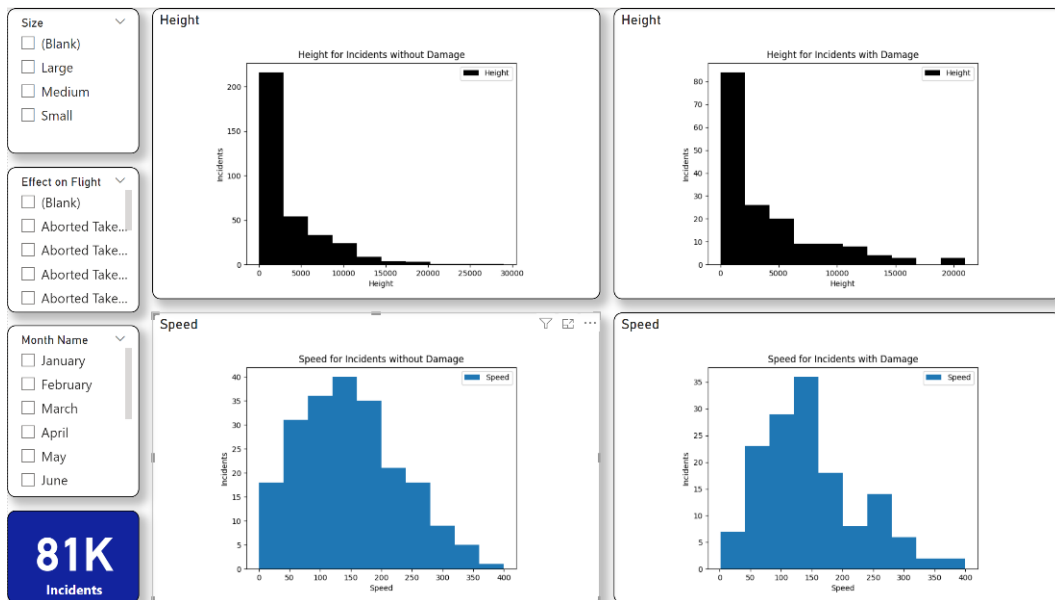 Size
(Blank)
Large
Medium
Small
Effect on Flight
(Blank)
Aborted Take...
Aborted Take...
Aborted Take...
Aborted Take...
Month Name
January
February
March
April
May
June
81K
Incidents
Height
Height for Incidents without Damage
Height
200
150
100
50
0
Incidents
0 5000 10000 15000 20000 25000 30000
Height
Height
Height for Incidents with Damage
Height
80
70
60
50
40
30
20
10
0
Incidents
0 5000 10000 15000 20000
Height
Speed
Speed for Incidents without Damage
Speed
40
35
30
25
20
15
10
5
0
Incidents
0 50 100 150 200 250 300 350 400
Speed
Speed
Speed for Incidents with Damage
Speed
35
30
25
20
15
10
5
0
Incidents
0 50 100 150 200 250 300 350 400
Speed